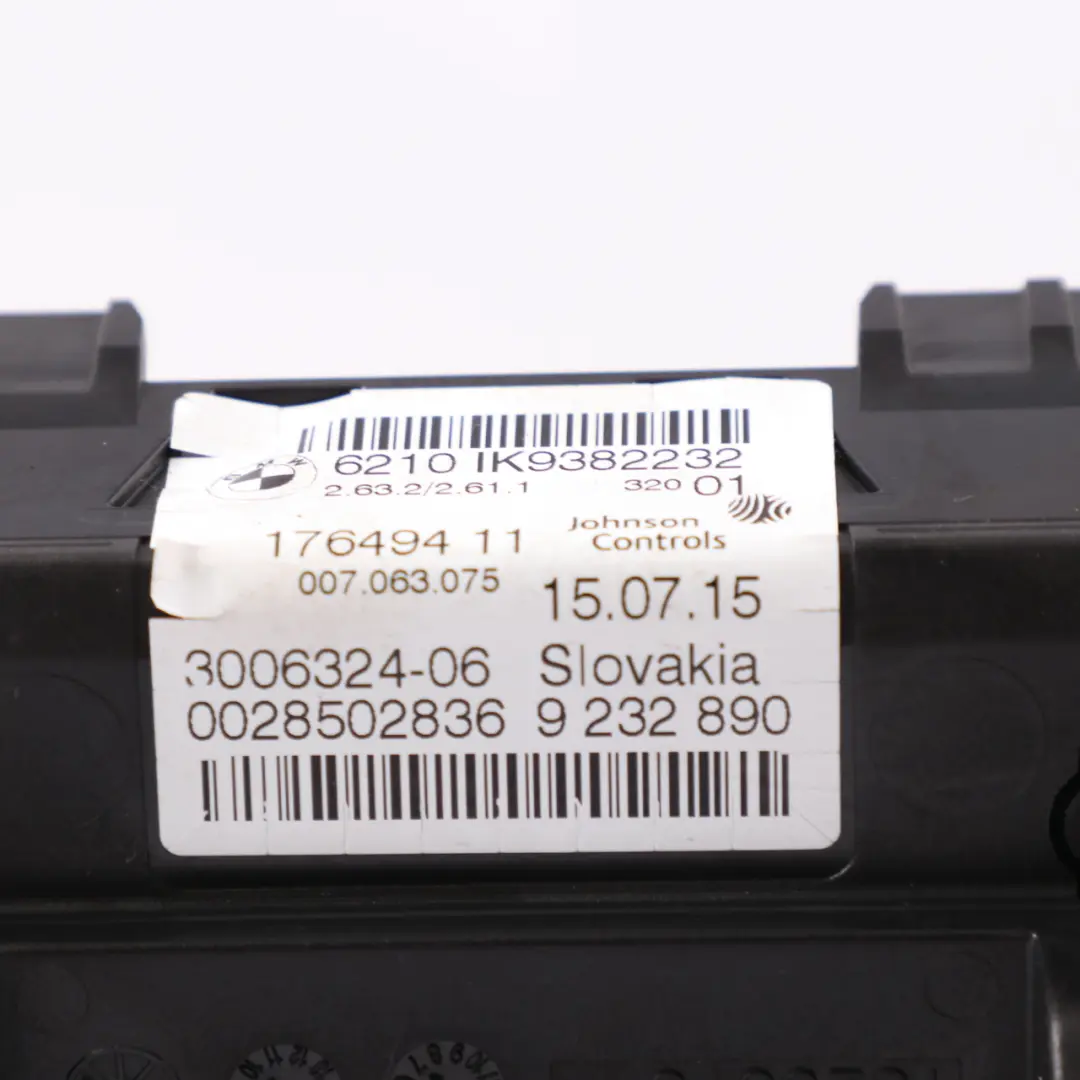 6210 IK9382232
2.63.2/2.61.1 320 01
Johnson
Controls
176494 11
007.063.075 15.07.15
3006324-06 Slovakia
0028502836 9 232 890